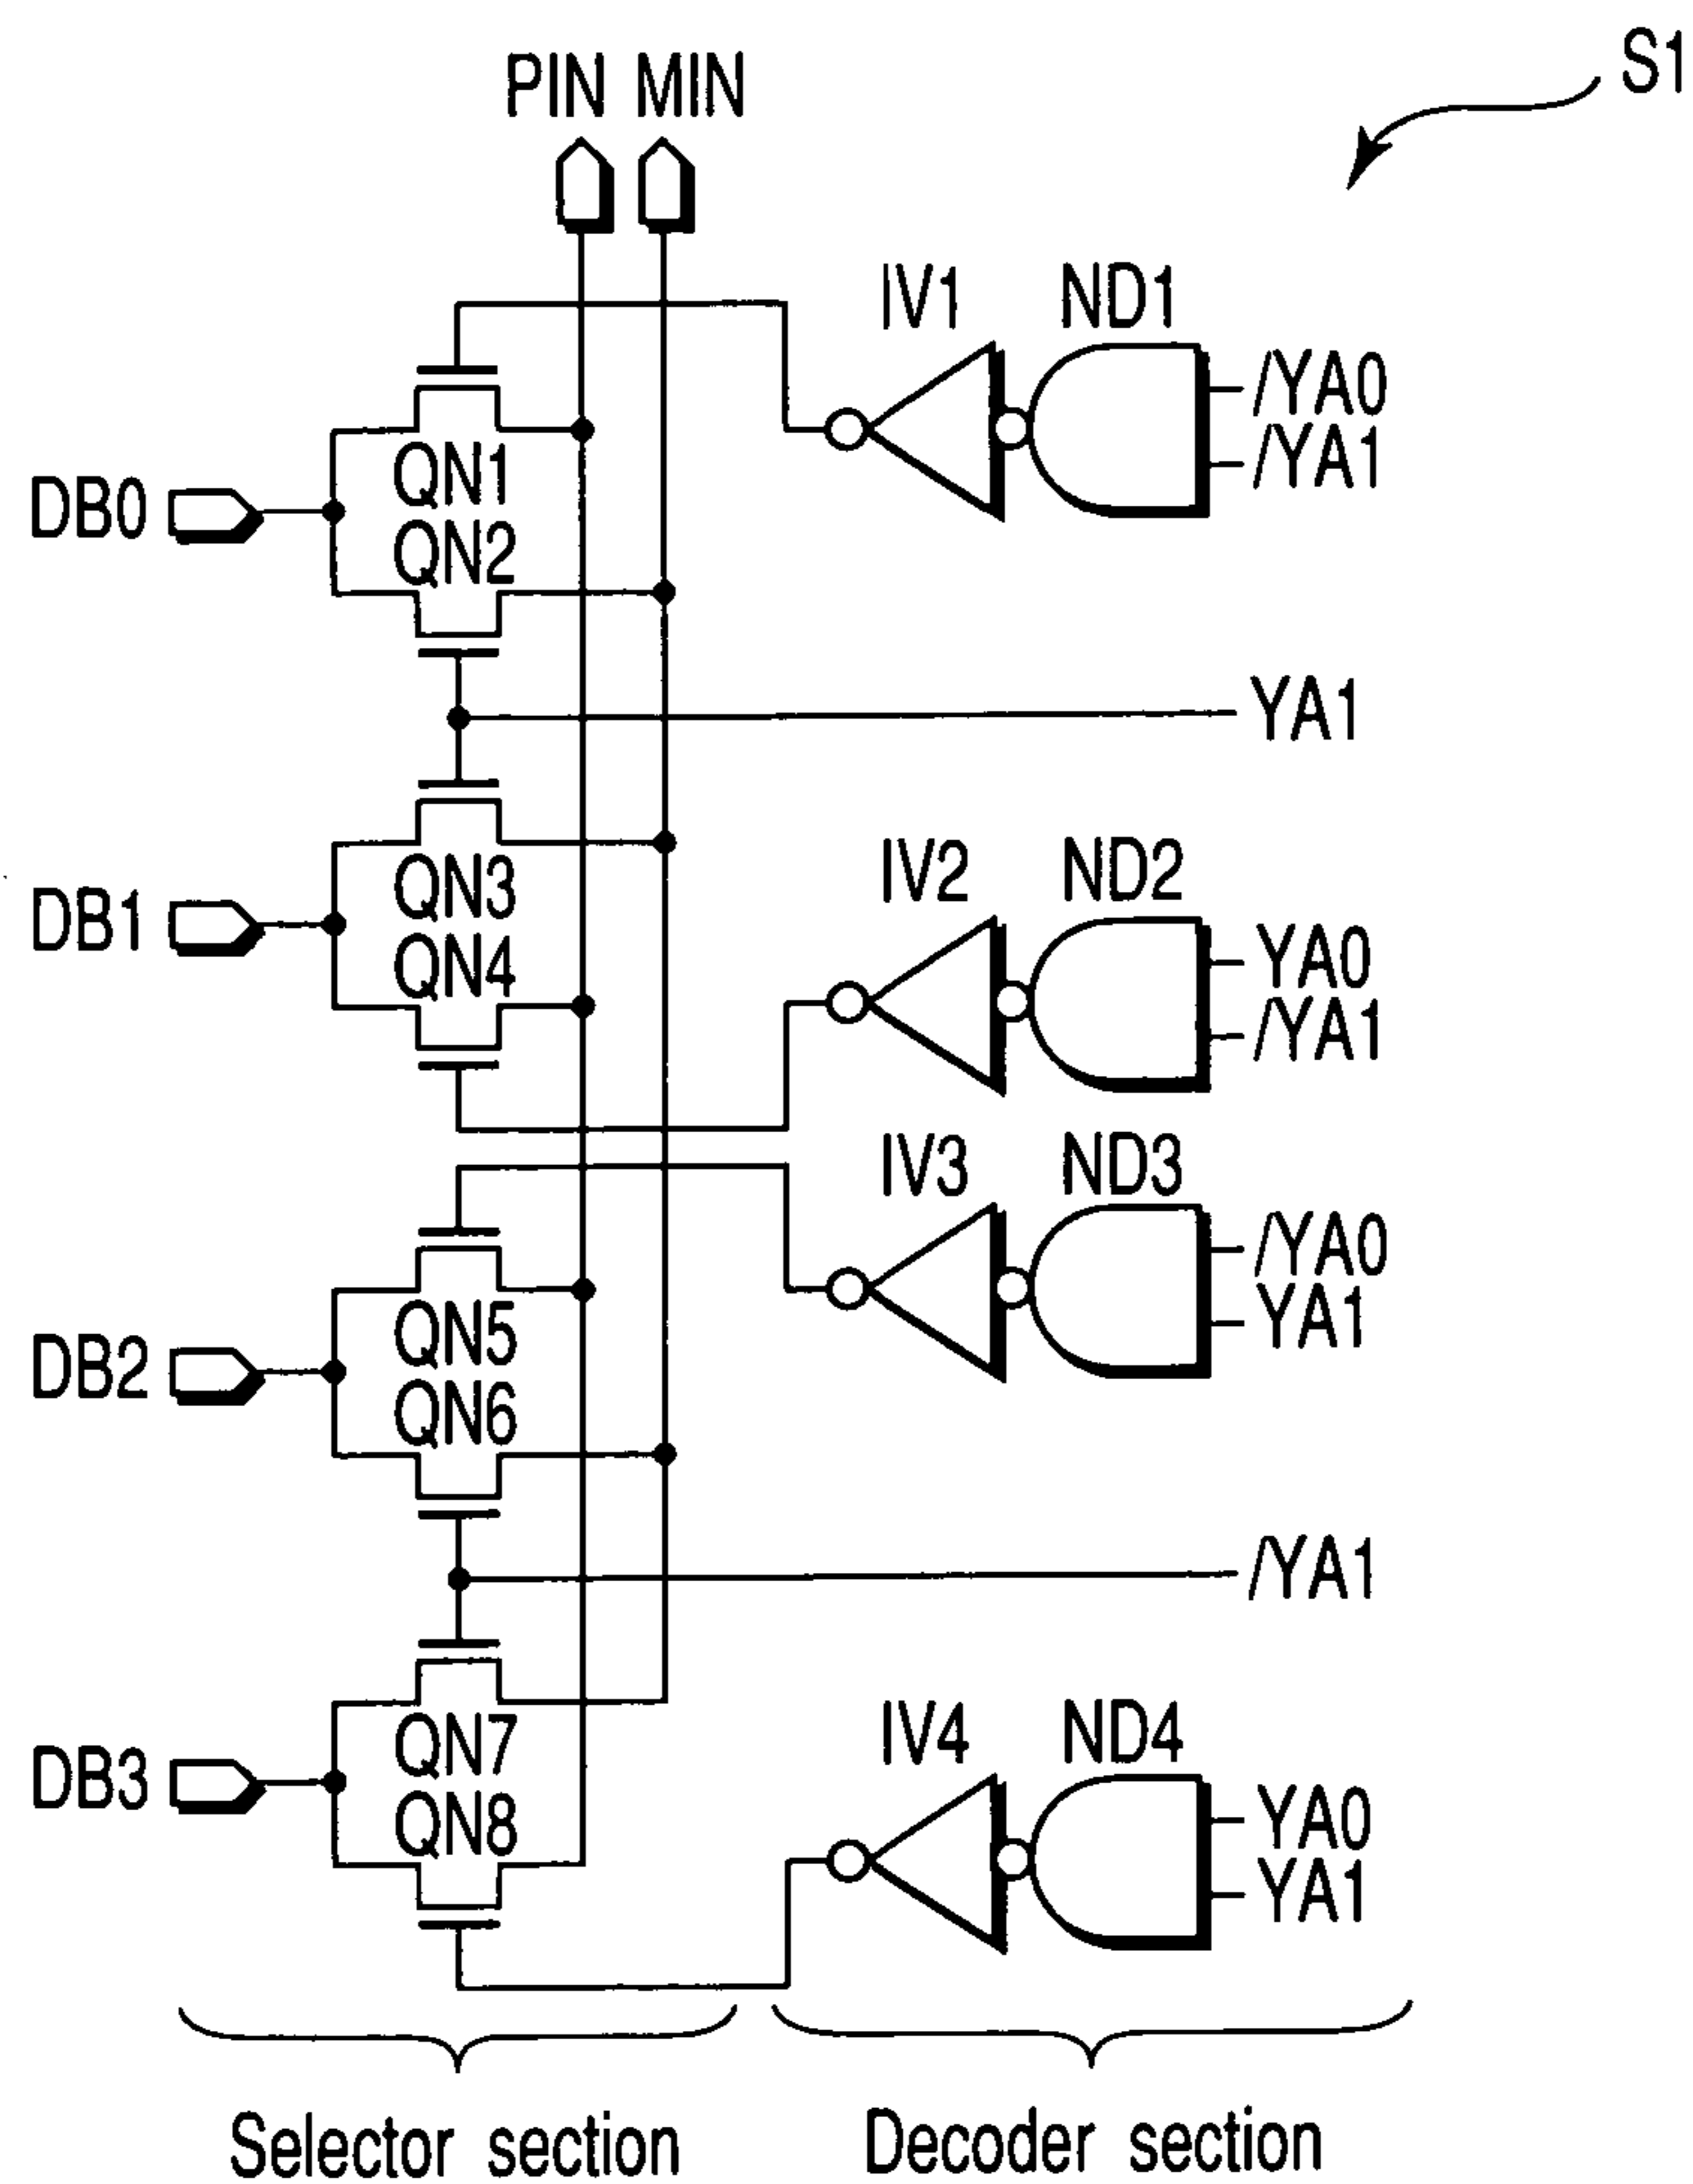 S1
PIN MIN
IV1 ND1
/YA0
/YA1
QN1
DB0
QN2
YA1
IV2 ND2
QN3
DB1
YA0
QN4
/YA1
IV3 ND3
/YA0
QN5
YA1
DB2
QN6
/YA1
IV4 ND4
QN7
DB3
YA0
QN8
YA1
Selector section
Decoder section